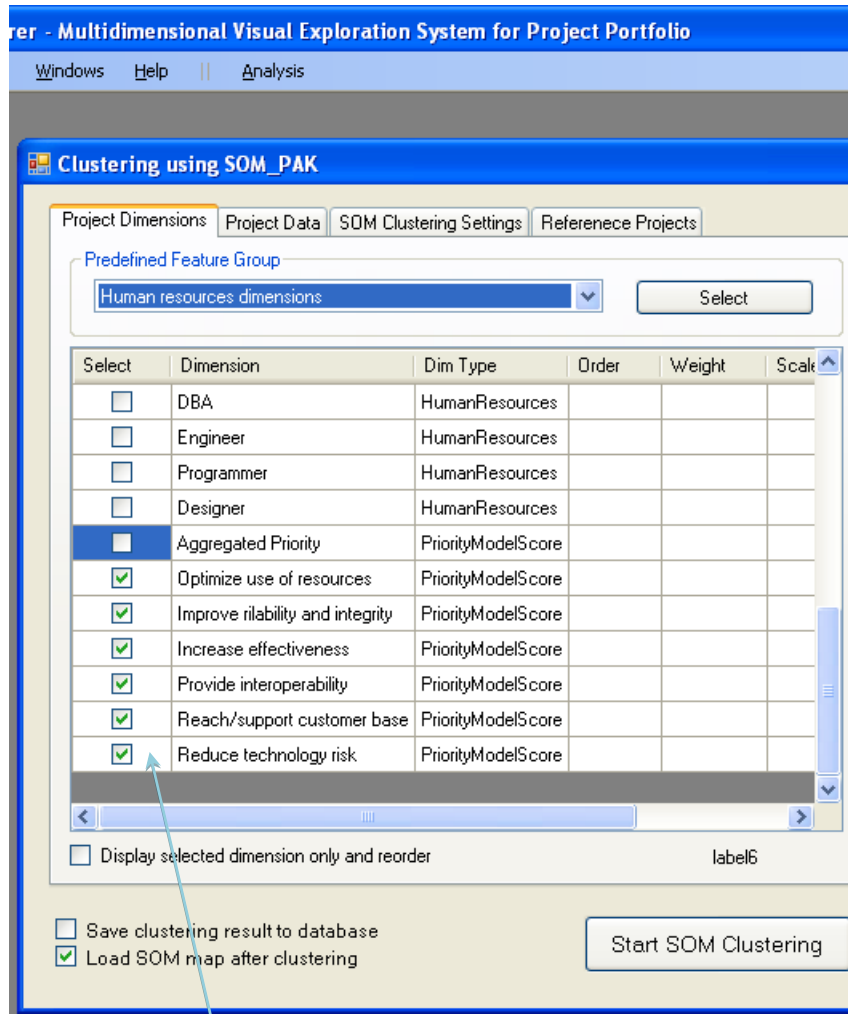 rer - Multidimensional Visual Exploration System for Project Portfolio
Windows Help || Analysis
Clustering using SOM_PAK
Project Dimensions Project Data SOM Clustering Settings Referenece Projects
Predefined Feature Group
Human resources dimensions Select
Select Dimension Dim Type Order Weight Scale
DBA HumanResources
Engineer HumanResources
Programmer HumanResources
Designer HumanResources
Aggregated Priority PriorityModelScore
Optimize use of resources PriorityModelScore
Improve rilability and integrity PriorityModelScore
Increase effectiveness PriorityModelScore
Provide interoperability PriorityModelScore
Reach/support customer base PriorityModelScore
Reduce technology risk PriorityModelScore
Display selected dimension only and reorder label6
Save clustering result to database
Load SOM map after clustering
Start SOM Clustering